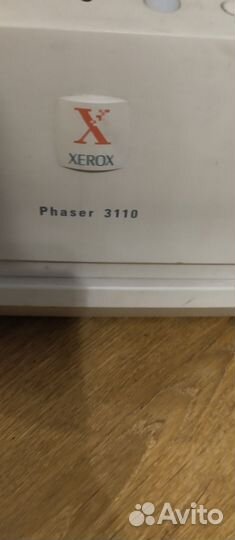 X
XEROX
Phaser 3110
Avito